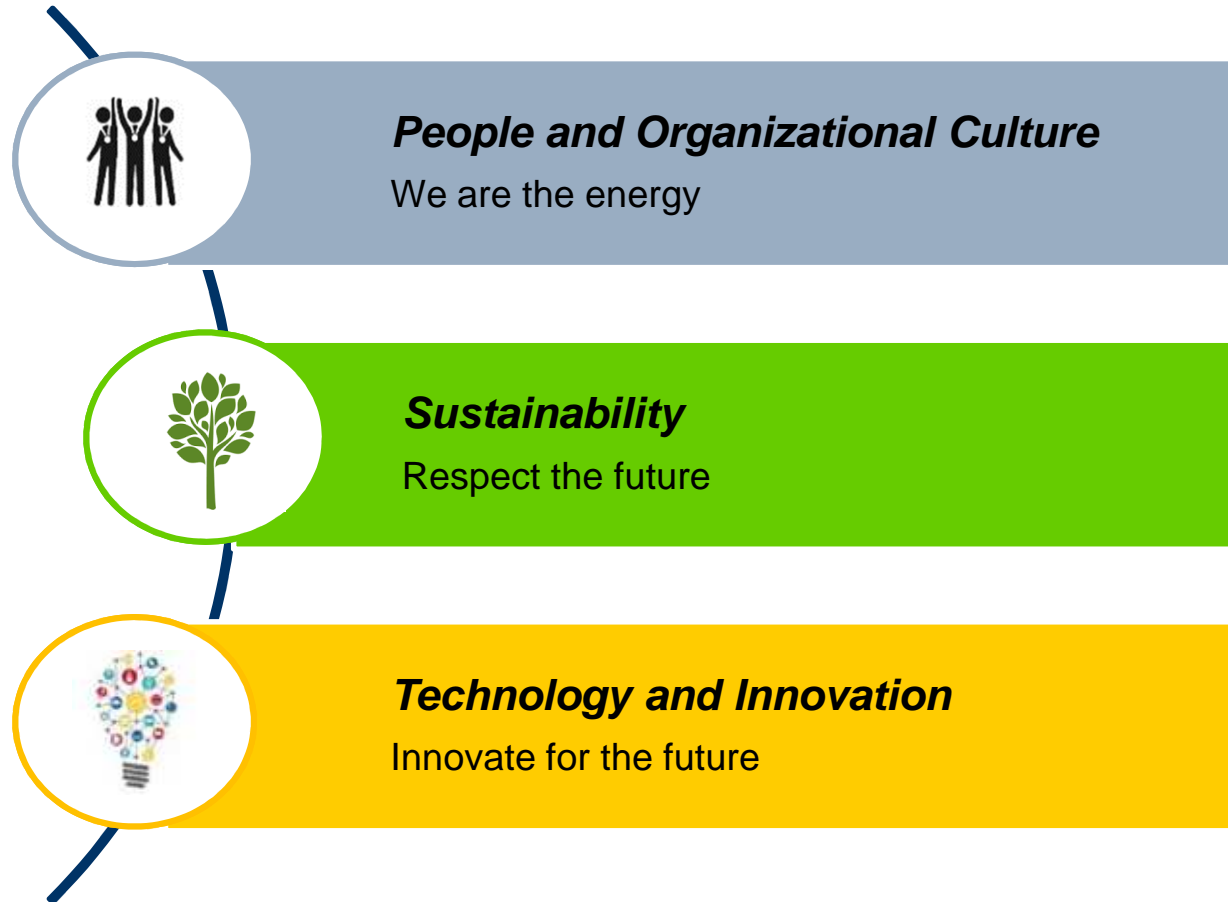 People and Organizational Culture
We are the energy
Sustainability
Respect the future
Technology and Innovation
Innovate for the future